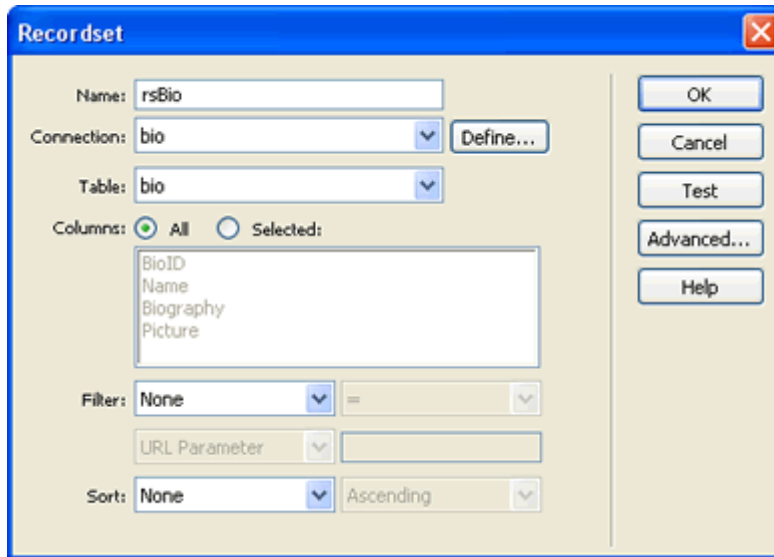 Recordset
Name: rsBio
Connection: bio Define...
Table: bio
Columns: All Selected:
BioID
Name
Biography
Picture
Filter: None =
URL Parameter
Sort: None Ascending
OK
Cancel
Test
Advanced...
Help